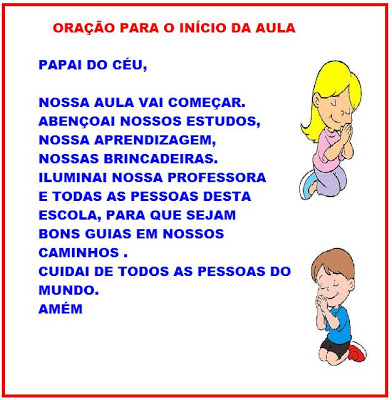 ORAÇÃO PARA O INÍCIO DA AULA
PAPAI DO CÉU,
NOSSA AULA VAI COMEÇAR.
ABENÇOAI NOSSOS ESTUDOS,
NOSSA APRENDIZAGEM,
NOSSAS BRINCADEIRAS.
ILUMINAI NOSSA PROFESSORA
E TODAS AS PESSOAS DESTA
ESCOLA, PARA QUE SEJAM
BONS GUIAS EM NOSSOS
CAMINHOS .
CUIDAI DE TODOS AS PESSOAS DO
MUNDO.
AMÉM